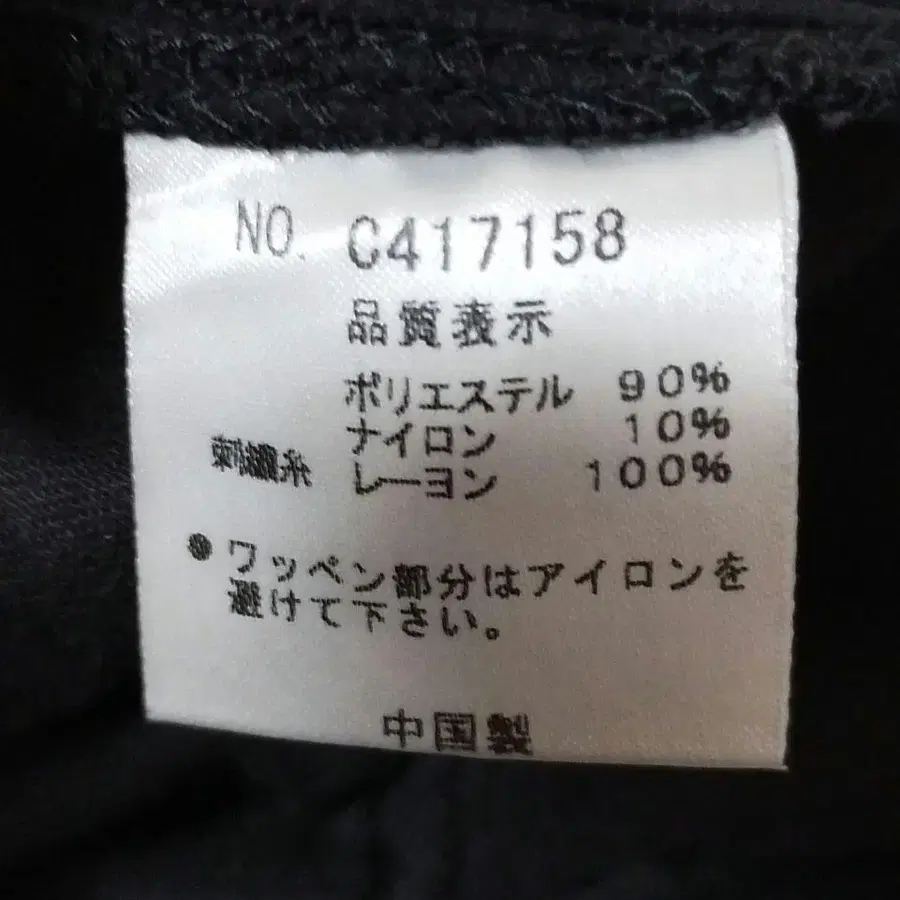 NO. C417158
品質表示
ポリエステル 90%
ナイロン 10%
刺繍糸 レーヨン 100%
●ワッペン部分はアイロンを
避けて下さい。
中国製